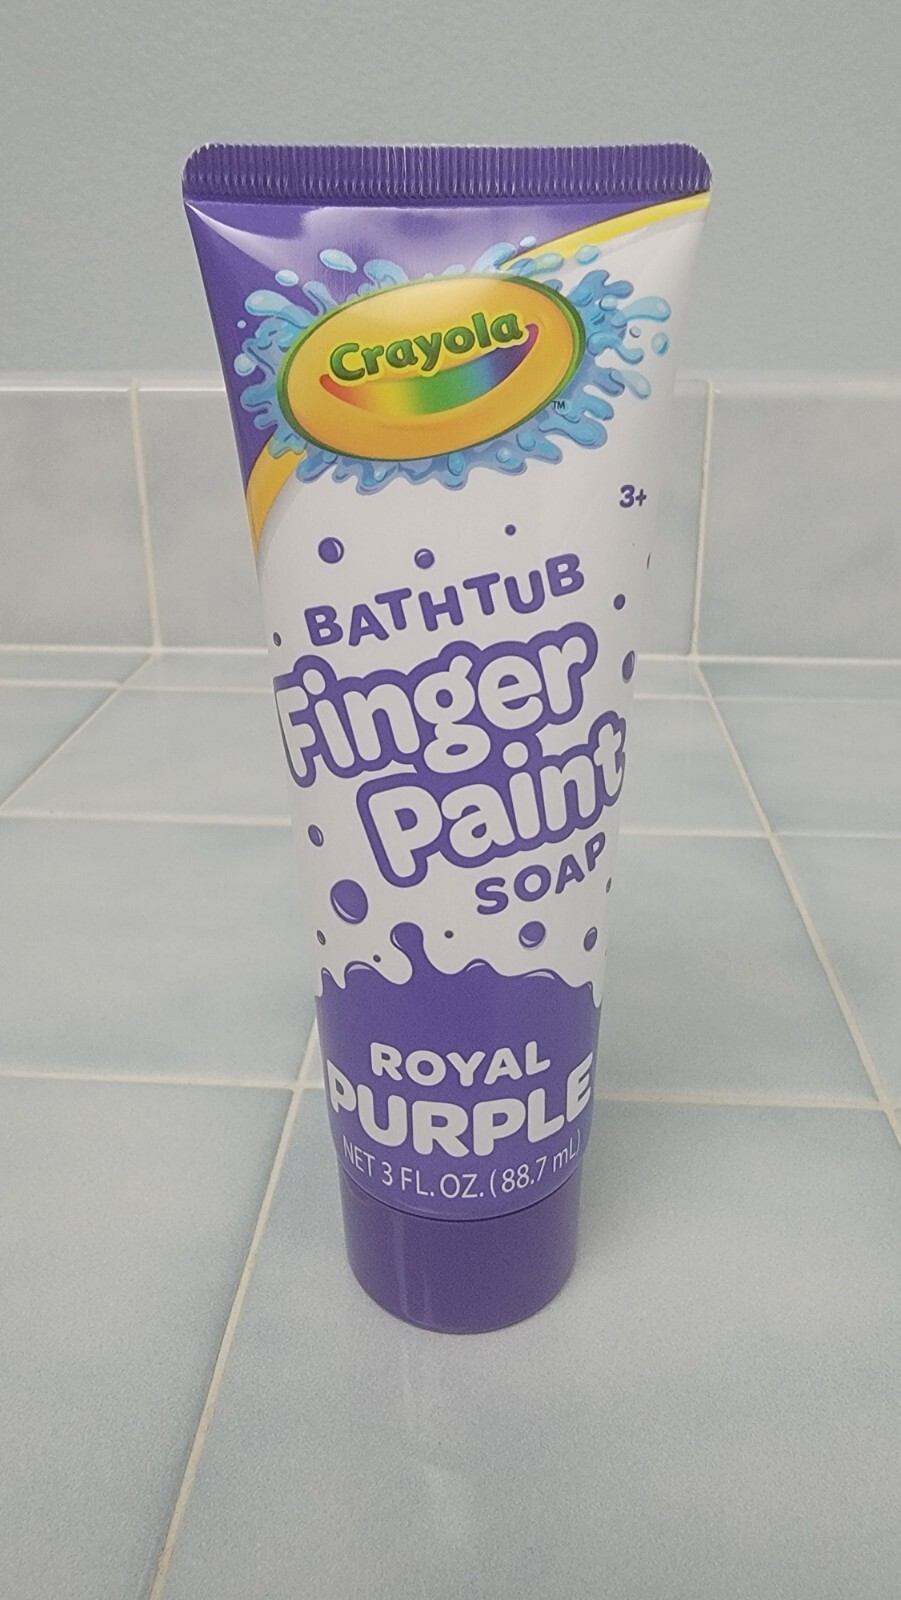 Crayola
TM
3+
BATHTUB
Finger
Paint
SOAP
ROYAL
PURPLE
NET 3 FL. OZ. (88.7 mL)